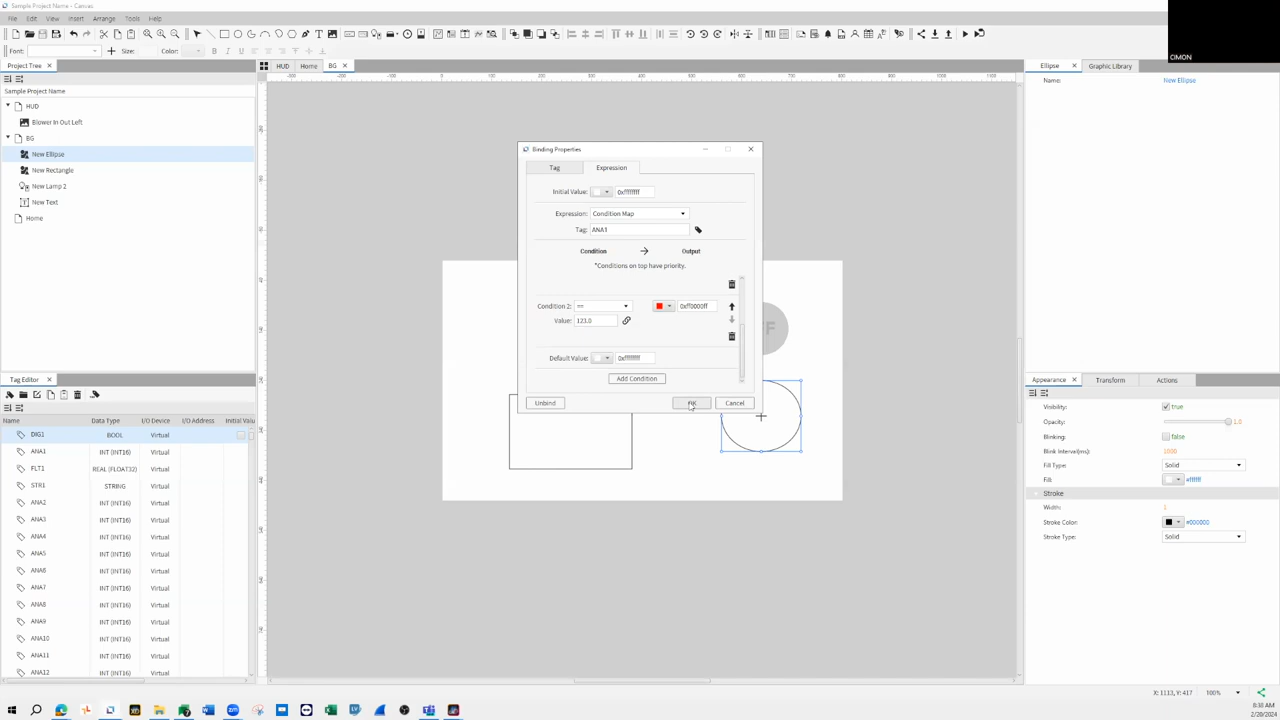 Sample Project Name - Canvas
File Edit View Insert Arrange Tools Help
Font: Size: Color: B I U
CIMON
Project Tree
Sample Project Name
HUD
Blower In Out Left
BG
New Ellipse
New Rectangle
New Lamp 2
New Text
Home
HUD Home BG
Binding Properties
Tag Expression
Initial Value: 0xffffffff
Expression: Condition Map
Tag: ANA1
Condition Output
*Conditions on top have priority.
Condition 2: == 0xff0000ff
Value: 123.0
Default Value: 0xffffffff
Add Condition
Unbind OK Cancel
F
Ellipse Graphic Library
Name: New Ellipse
Tag Editor
Name Data Type I/O Device I/O Address Initial Valu
DIG1 BOOL Virtual
ANA1 INT (INT16) Virtual
FLT1 REAL (FLOAT32) Virtual
STR1 STRING Virtual
ANA2 INT (INT16) Virtual
ANA3 INT (INT16) Virtual
ANA4 INT (INT16) Virtual
ANA5 INT (INT16) Virtual
ANA6 INT (INT16) Virtual
ANA7 INT (INT16) Virtual
ANA8 INT (INT16) Virtual
ANA9 INT (INT16) Virtual
ANA10 INT (INT16) Virtual
ANA11 INT (INT16) Virtual
ANA12 INT (INT16) Virtual
Appearance Transform Actions
Visibility: true
Opacity: 1.0
Blinking: false
Blink Interval(ms): 1000
Fill Type: Solid
Fill: #ffffff
Stroke
Width: 1
Stroke Color: #000000
Stroke Type: Solid
X: 1113, Y: 417 100%
8:38 AM
2/20/2024